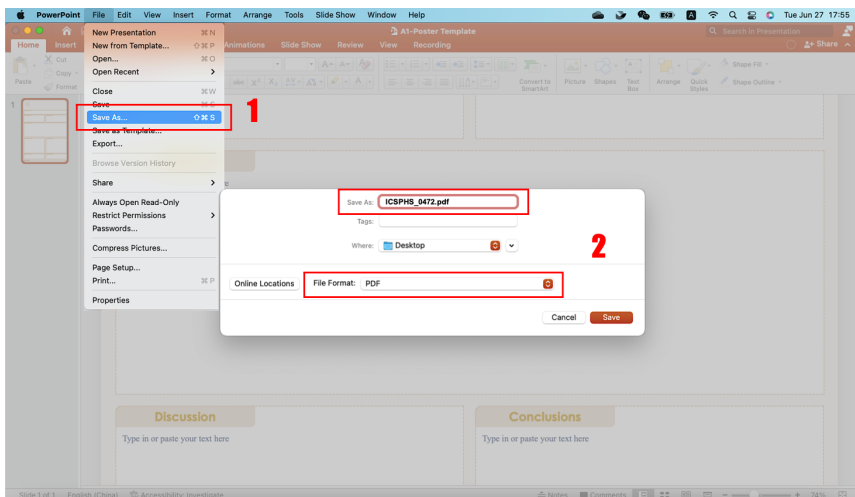 PowerPoint File Edit View Insert Format Arrange Tools Slide Show Window Help Tue Jun 27 17:55
A1-Poster Template
Search in Presentation
Home Insert Animations Slide Show Review View Recording Share
New Presentation ⌘ N
New from Template... ⇧ ⌘ P
Open... ⌘ O
Open Recent
Close ⌘ W
Save ⌘ S
Save As... ⇧ ⌘ S
Save as Template...
Export...
Browse Version History
Share
Always Open Read-Only
Restrict Permissions
Passwords...
Compress Pictures...
Page Setup...
Print... ⌘ P
Properties
Paste
Cut
Copy
Format
Convert to
SmartArt
Picture
Shapes
Text
Box
Arrange
Quick
Styles
Shape Fill
Shape Outline
1
1
Save As: ICSPHS_0472.pdf
Tags:
Where: Desktop
2
Online Locations File Format: PDF
Cancel Save
Discussion
Type in or paste your text here
Conclusions
Type in or paste your text here
Slide 1 of 1 English (China) Accessibility: Investigate Notes Comments 34%